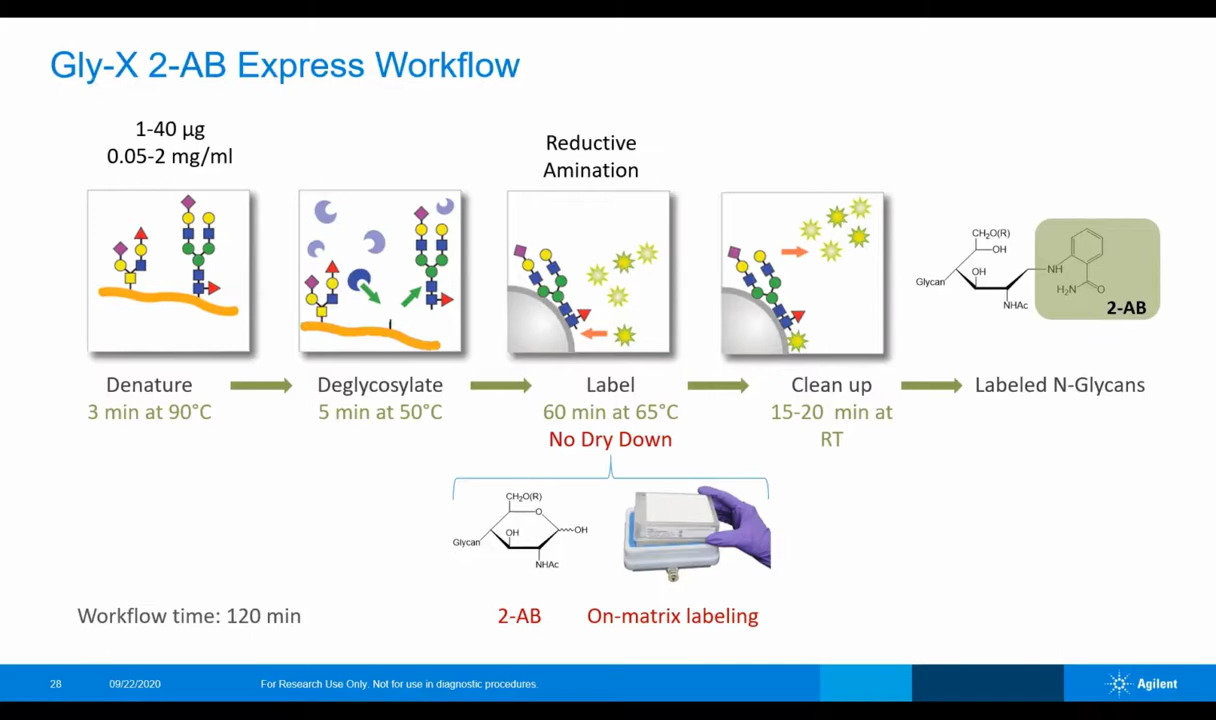 Gly-X 2-AB Express Workflow
1-40 µg
0.05-2 mg/ml
Reductive
Amination
CH₂O(R)
OH
OH
Glycan
NHAc
NH
H₂N
O
2-AB
Denature
3 min at 90°C
Deglycosylate
5 min at 50°C
Label
60 min at 65°C
No Dry Down
Clean up
15-20 min at
RT
Labeled N-Glycans
CH₂O(R)
O
OH
OH
Glycan
NHAc
Workflow time: 120 min
2-AB
On-matrix labeling
28
09/22/2020
For Research Use Only. Not for use in diagnostic procedures.
Agilent